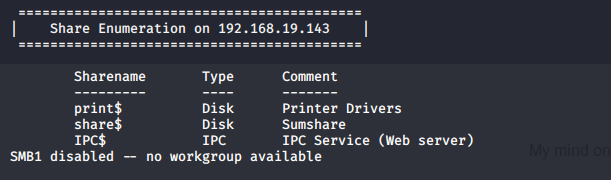 ==========================================
|    Share Enumeration on 192.168.19.143    |
==========================================
Sharename Type Comment
--------- ---- -------
print$ Disk Printer Drivers
share$ Disk Sumshare
IPC$ IPC IPC Service (Web server)
SMB1 disabled -- no workgroup available
My mind on